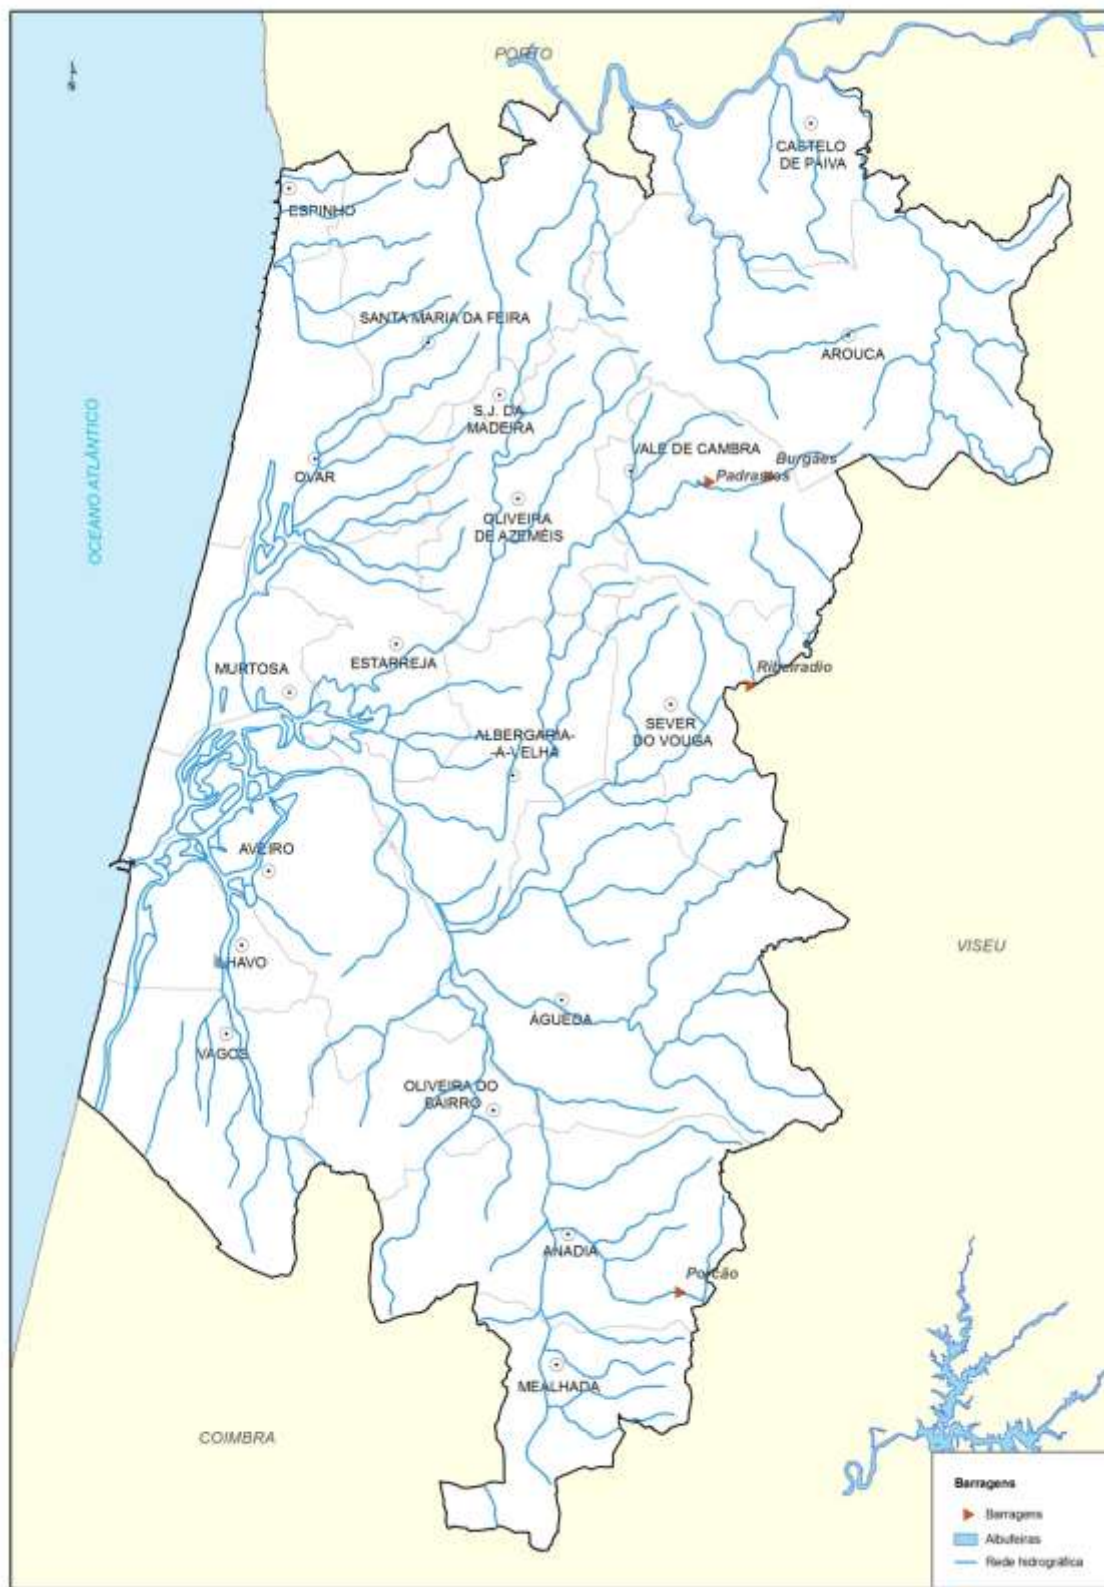 PORTO
CASTELO
DE PAIVA
ESPINHO
SANTA MARIA DA FEIRA
AROUCA
S.J. DA
MADEIRA
OCEANO ATLÂNTICO
VALE DE CAMBRA
Burgães
OVAR
OLIVEIRA
DE AZEMÉIS
ESTARREJA
MURTOSA
Ribeiradio
SEVER
DO VOUGA
ALBERGARIA-
-A-VELHA
AVEIRO
ÍLHAVO
VISEU
ÁGUEDA
VAGOS
OLIVEIRA DO
BAIRRO
ANADIA
MEALHADA
COIMBRA
Barragens
Barragens
Albufeiras
Rede hidrográfica